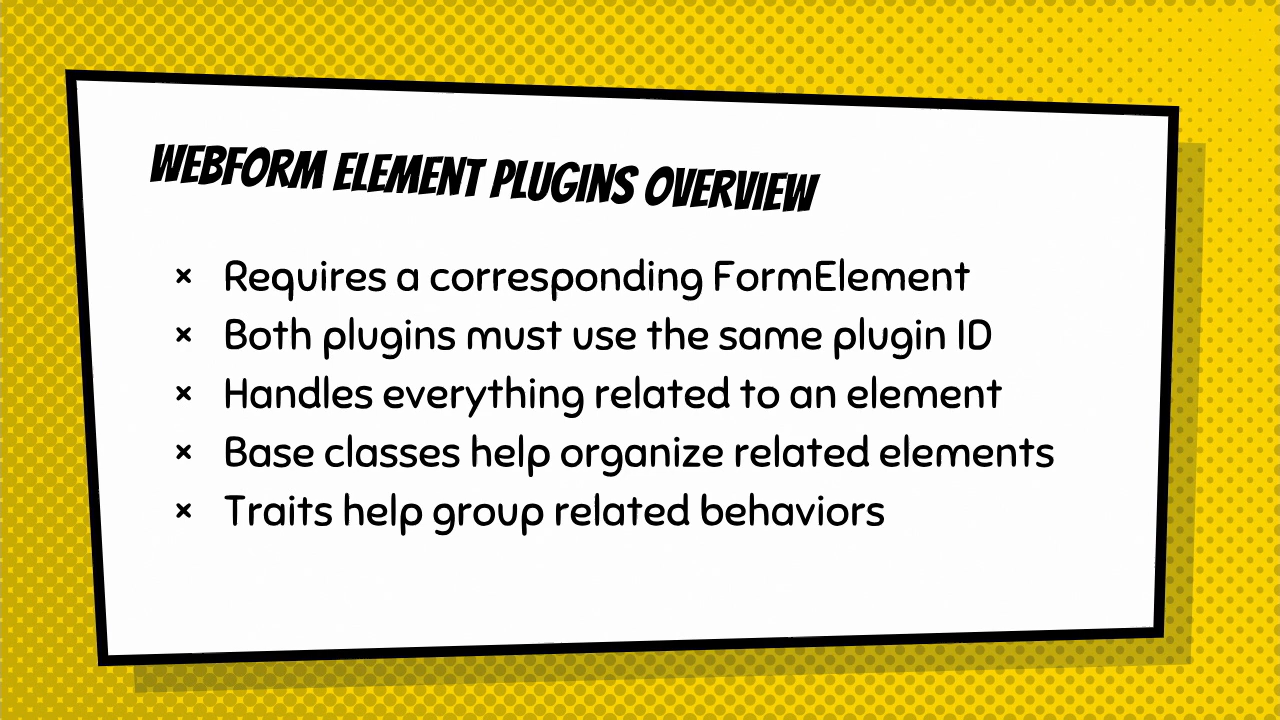 WEBFORM ELEMENT PLUGINS OVERVIEW
× Requires a corresponding FormElement
× Both plugins must use the same plugin ID
× Handles everything related to an element
× Base classes help organize related elements
× Traits help group related behaviors